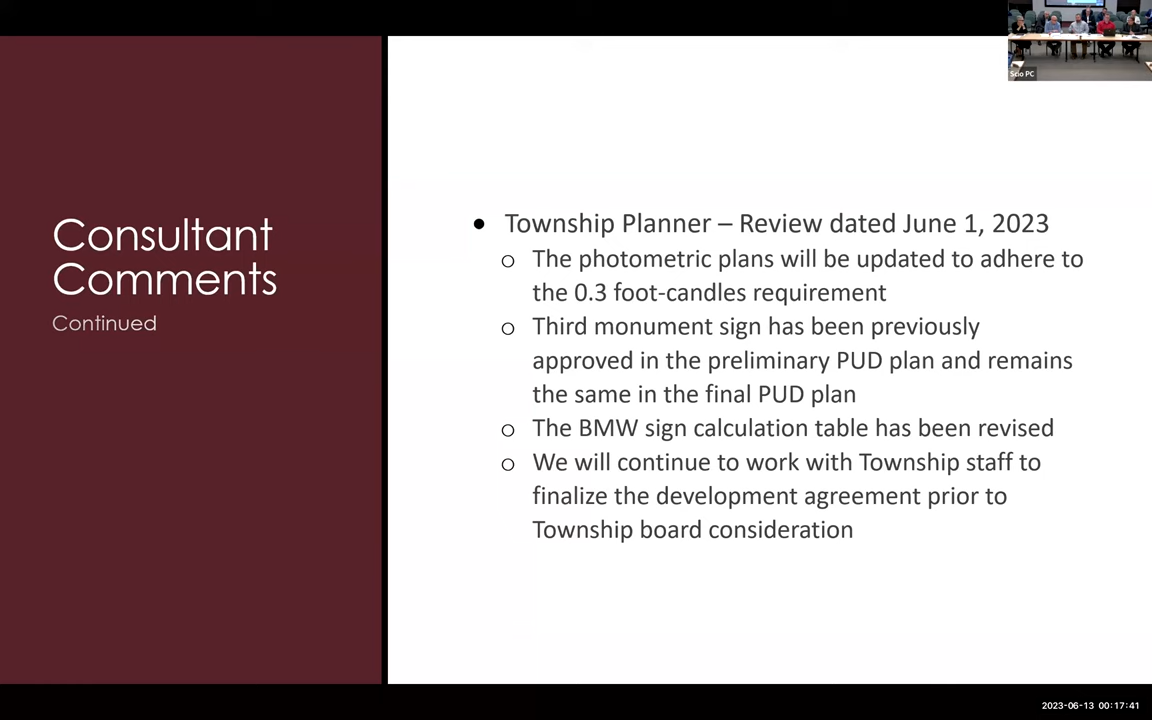 Scio PC
Consultant
Comments
Continued
● Township Planner – Review dated June 1, 2023
o The photometric plans will be updated to adhere to
the 0.3 foot-candles requirement
o Third monument sign has been previously
approved in the preliminary PUD plan and remains
the same in the final PUD plan
o The BMW sign calculation table has been revised
o We will continue to work with Township staff to
finalize the development agreement prior to
Township board consideration
2023-06-13 00:17:41